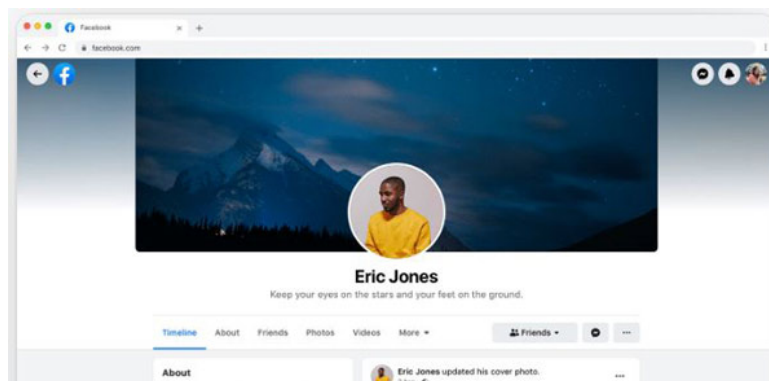 Facebook
facebook.com
Eric Jones
Keep your eyes on the stars and your feet on the ground.
Timeline About Friends Photos Videos More Friends
About
Eric Jones updated his cover photo.